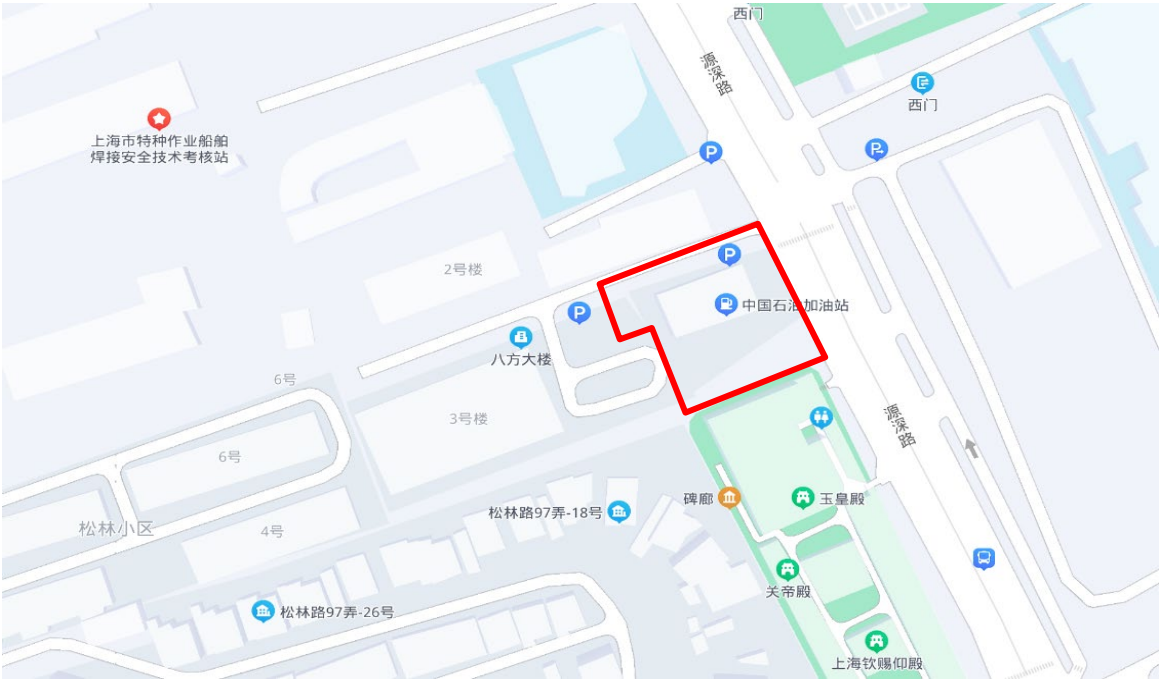 西门
源深路
西门
上海市特种作业船舶
焊接安全技术考核站
P
P
P
2号楼
P
中国石油加油站
八方大楼
6号
3号楼
源深路
6号
松林小区
4号
松林路97弄-18号
碑廊
玉皇殿
关帝殿
松林路97弄-26号
上海钦赐仰殿